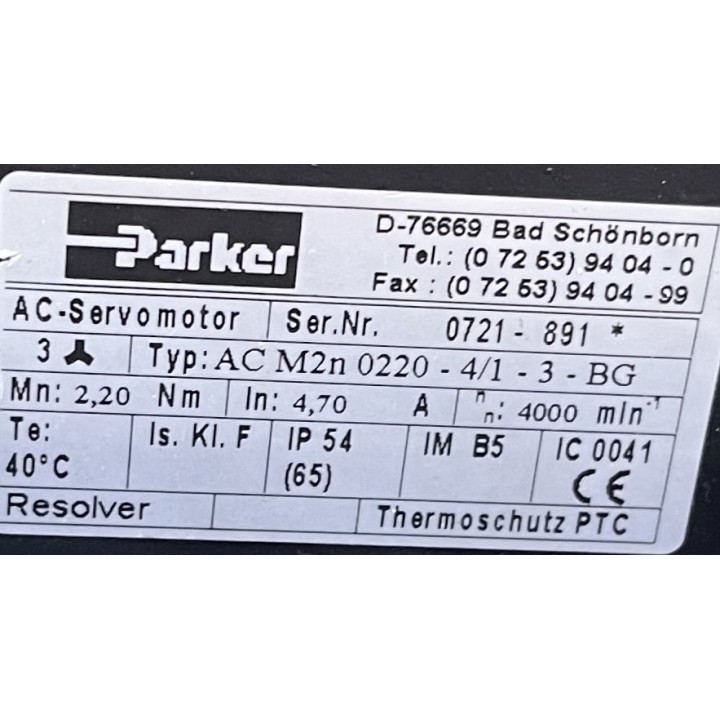 Parker
D-76669 Bad Schönborn
Tel.: (0 72 53) 94 04 - 0
Fax : (0 72 53) 94 04 - 99
AC-Servomotor Ser.Nr. 0721- 891 *
3 Typ: AC M2n 0220 - 4/1 - 3 - BG
Mn: 2,20 Nm In: 4,70 A nn: 4000 min-1
Te: Is. Kl. F IP 54 IM B5 IC 0041
40°C (65) CE
Resolver Thermoschutz PTC